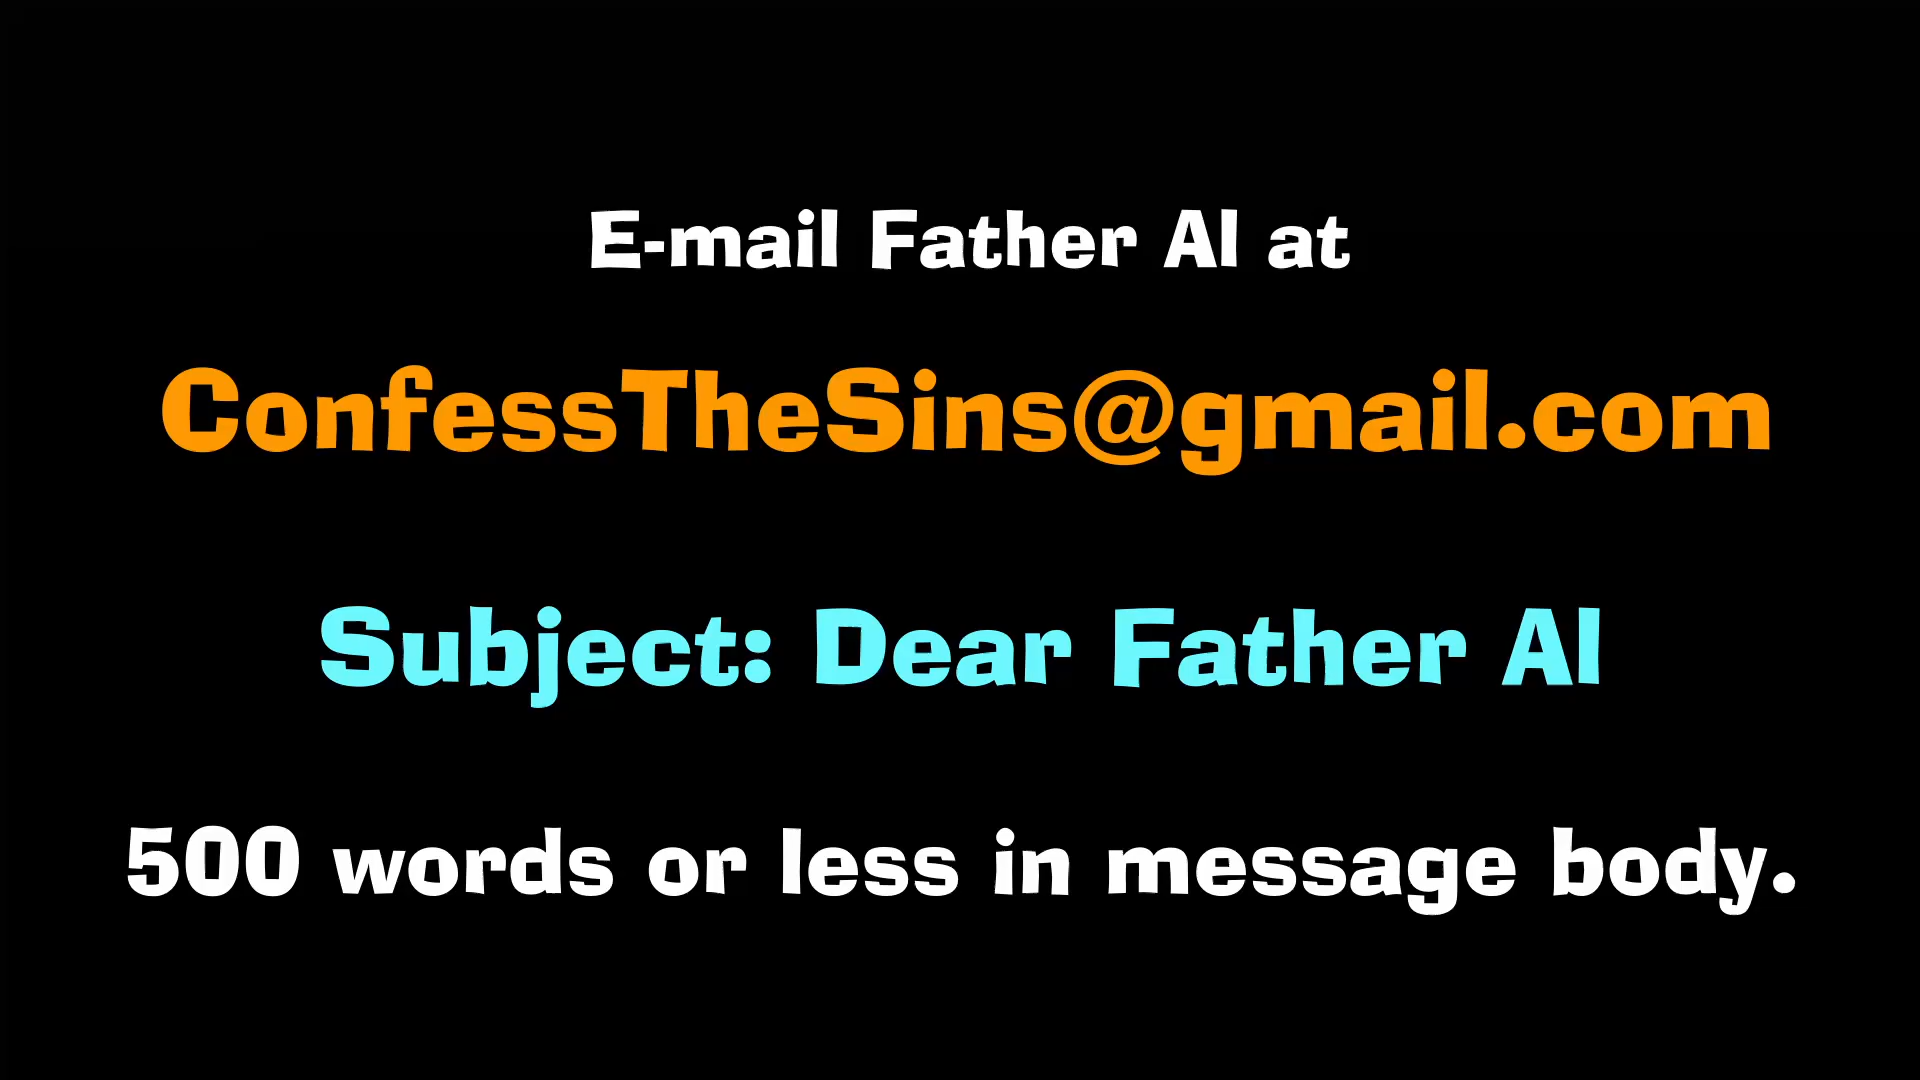 E-mail Father Al at
ConfessTheSins@gmail.com
Subject: Dear Father Al
500 words or less in message body.